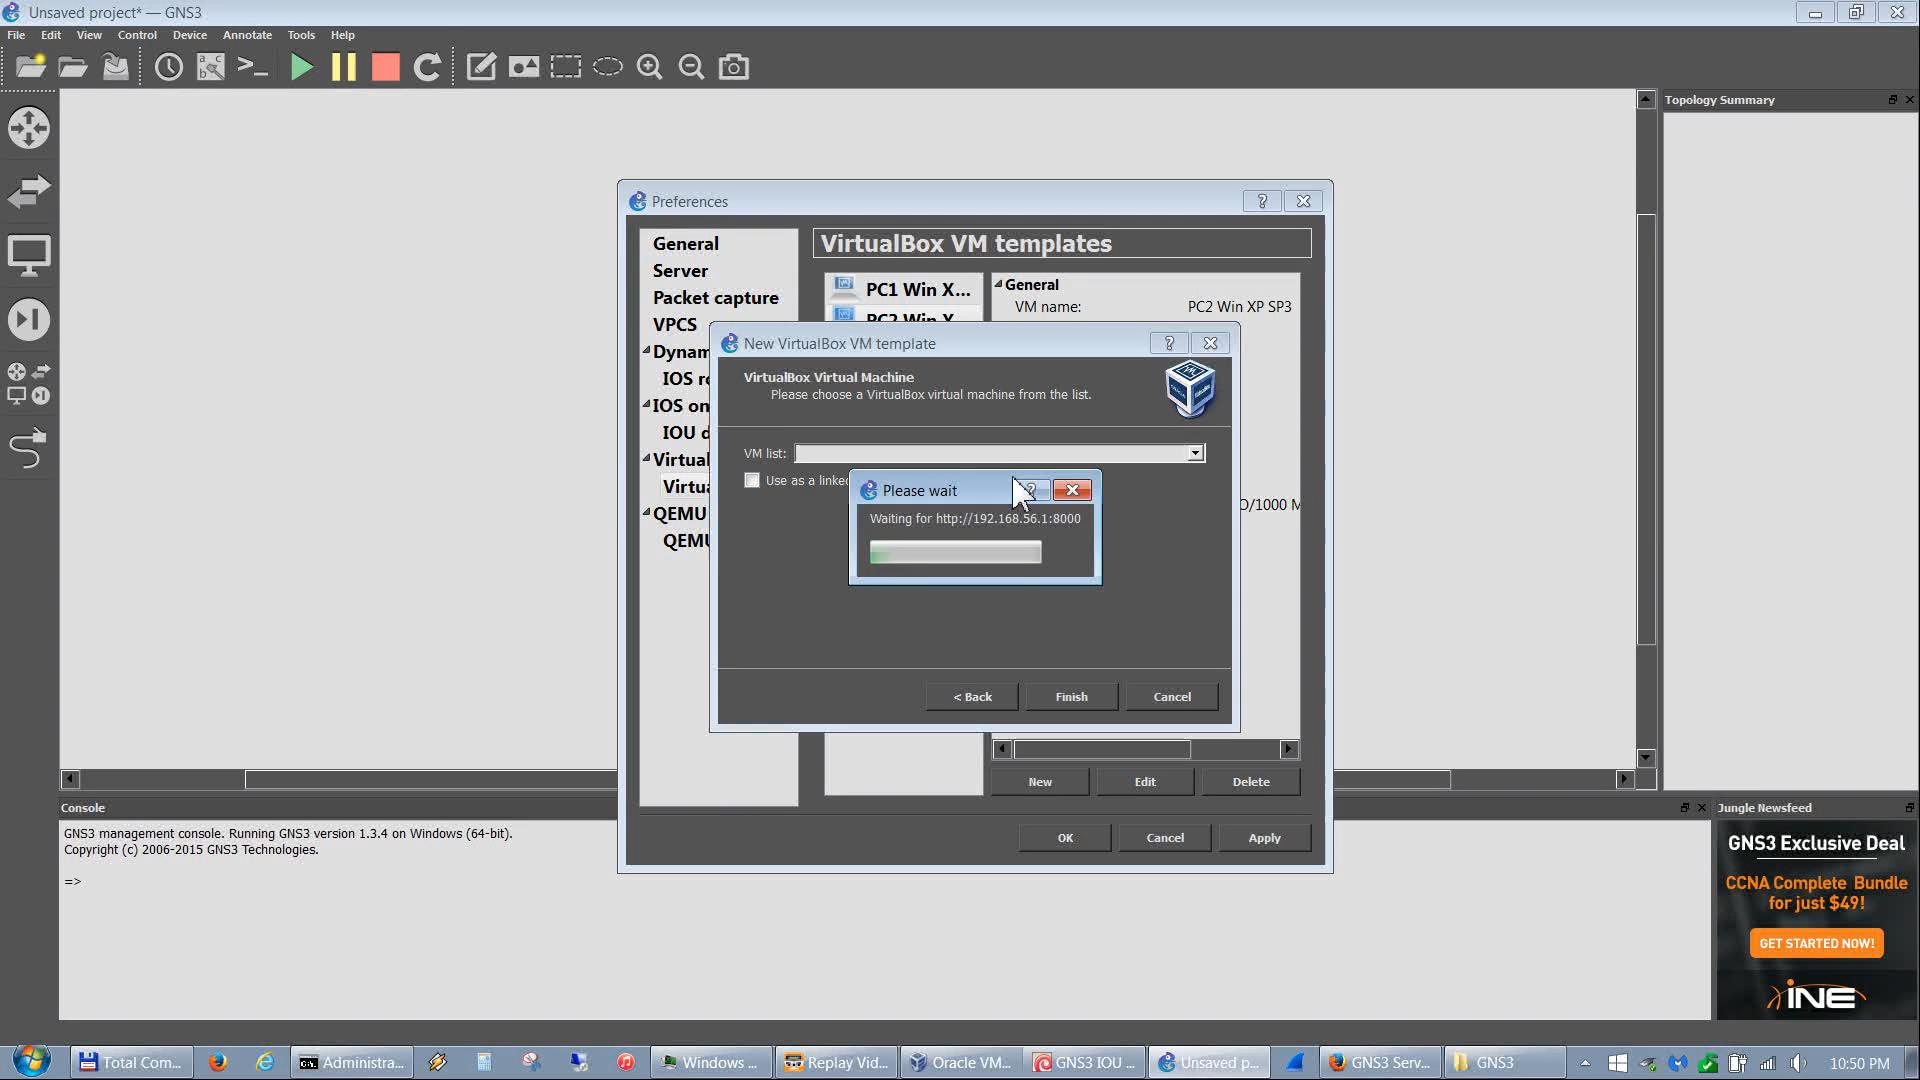 Unsaved project* — GNS3
File Edit View Control Device Annotate Tools Help
Topology Summary
Preferences
General
Server
Packet capture
VPCS
Dynam
IOS ro
IOS on
IOU d
Virtual
Virtua
QEMU
QEMU
VirtualBox VM templates
PC1 Win X...
PC2 Win X
General
VM name: PC2 Win XP SP3
0/1000 M
New VirtualBox VM template
VirtualBox Virtual Machine
Please choose a VirtualBox virtual machine from the list.
VM list:
Use as a linked
Please wait
Waiting for http://192.168.56.1:8000
< Back Finish Cancel
New Edit Delete
OK Cancel Apply
Console
GNS3 management console. Running GNS3 version 1.3.4 on Windows (64-bit).
Copyright (c) 2006-2015 GNS3 Technologies.
=>
Jungle Newsfeed
GNS3 Exclusive Deal
CCNA Complete Bundle
for just $49!
GET STARTED NOW!
iNE
Total Com... Administra... Windows ... Replay Vid... Oracle VM... GNS3 IOU ... Unsaved p... GNS3 Serv... GNS3 10:50 PM